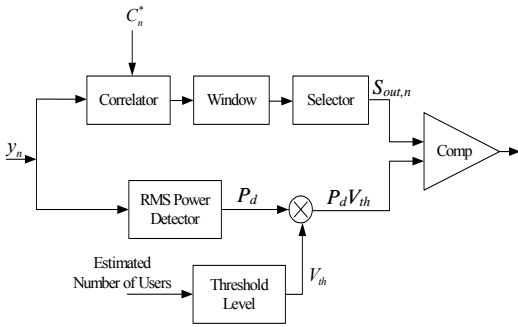 C*n
Correlator
Window
Selector
Sout,n
yn
Comp
RMS Power
Detector
Pd
PdVth
Estimated
Number of Users
Threshold
Level
Vth